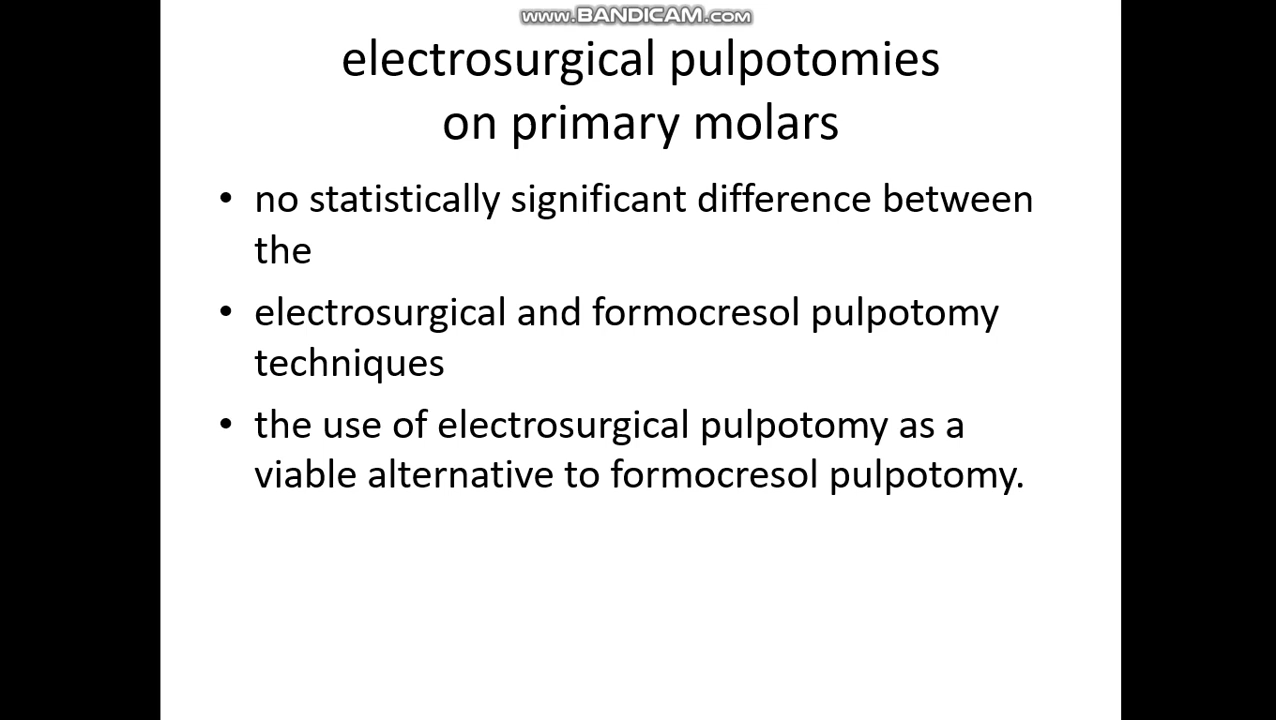 www.BANDICAM.com
electrosurgical pulpotomies
on primary molars
• no statistically significant difference between
the
• electrosurgical and formocresol pulpotomy
techniques
• the use of electrosurgical pulpotomy as a
viable alternative to formocresol pulpotomy.